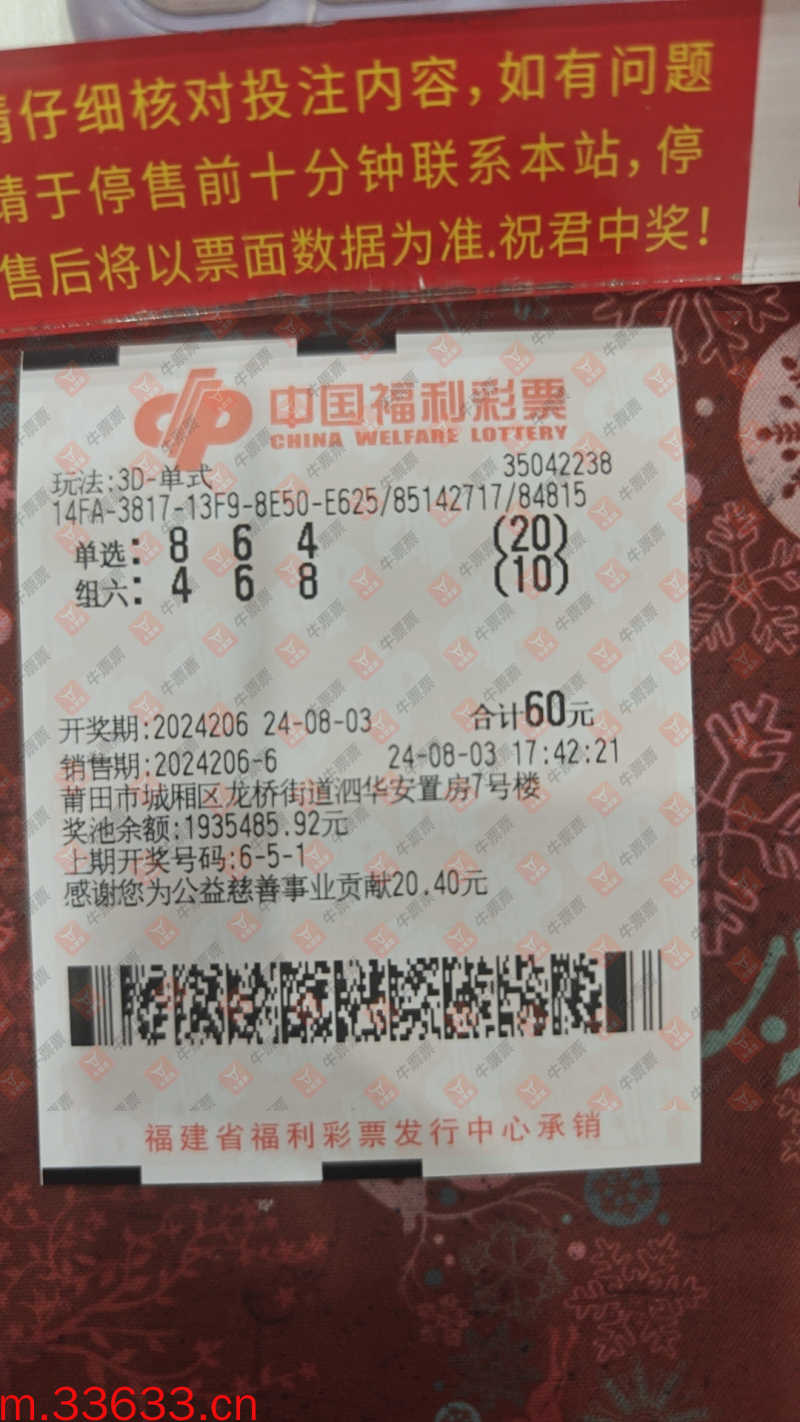 请仔细核对投注内容，如有问题
请于停售前十分钟联系本站，停
售后将以票面数据为准.祝君中奖！
中国福利彩票
CHINA WELFARE LOTTERY
玩法:3D-单式 35042238
14FA-3817-13F9-8E50-E625/85142717/84815
单选: 8 6 4 (20)
组六: 4 6 8 (10)
开奖期:2024206 24-08-03 合计60元
销售期:2024206-6 24-08-03 17:42:21
莆田市城厢区龙桥街道泗华安置房7号楼
奖池余额:1935485.92元
上期开奖号码:6-5-1
感谢您为公益慈善事业贡献20.40元
福建省福利彩票发行中心承销
牛票票
m.33633.cn